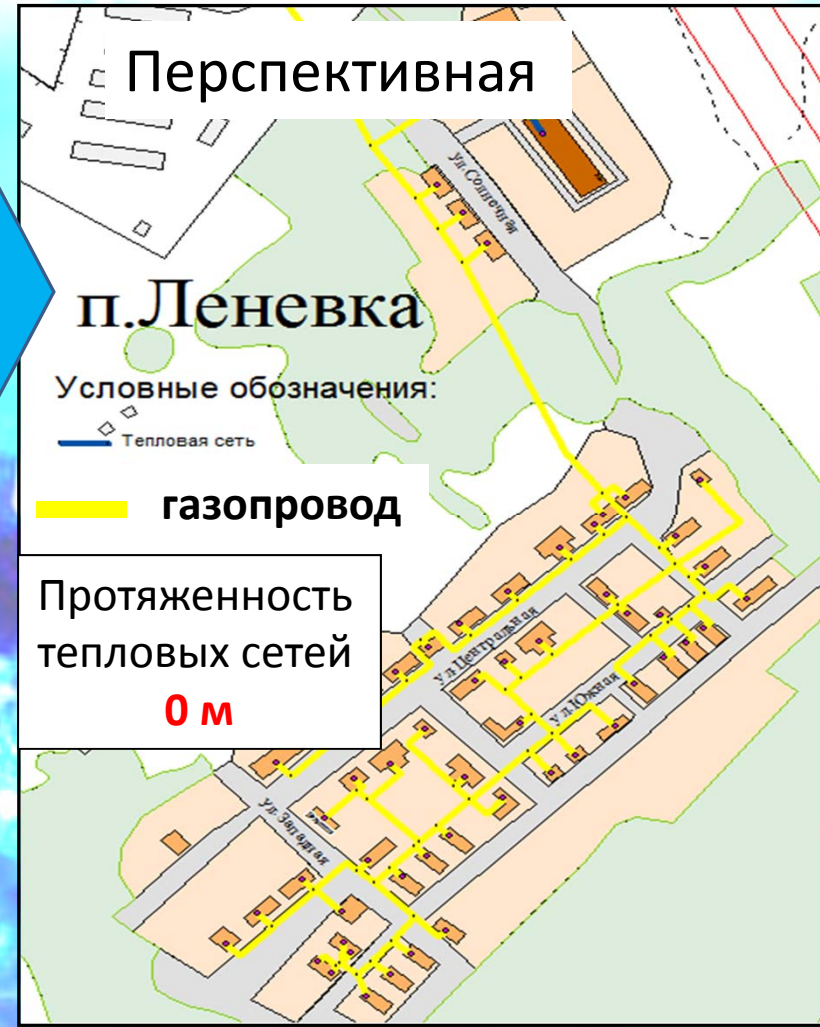 Перспективная
ул.Солнечная
п.Леневка
Условные обозначения:
Тепловая сеть
газопровод
Протяженность
тепловых сетей
0 м
ул.Центральная
ул.Южная
ул.Западная